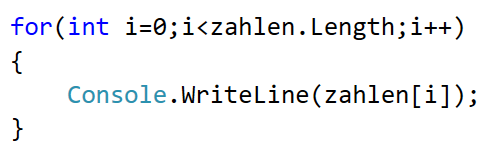 for(int i=0;i<zahlen.Length;i++)
{
    Console.WriteLine(zahlen[i]);
}